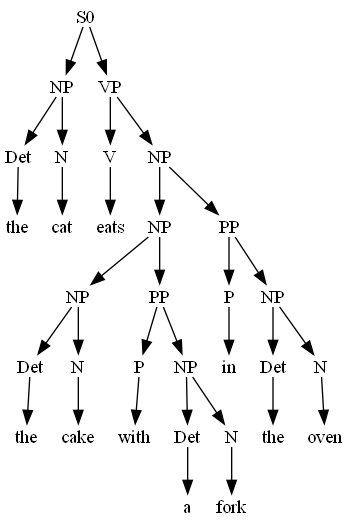 S0
NP VP
Det N V NP
the cat eats NP PP
NP PP P NP
Det N P NP in Det N
the cake with Det N the oven
a fork